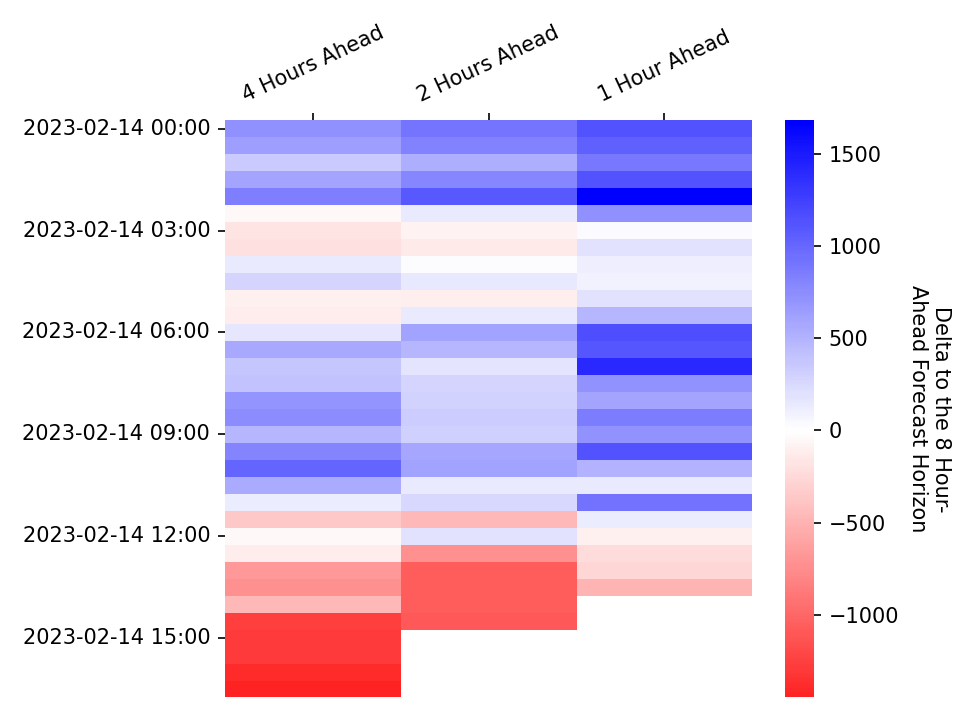 4 Hours Ahead
2 Hours Ahead
1 Hour Ahead
2023-02-14 00:00
2023-02-14 03:00
2023-02-14 06:00
2023-02-14 09:00
2023-02-14 12:00
2023-02-14 15:00
1500
1000
500
0
−500
−1000
Delta to the 8 Hour-
Ahead Forecast Horizon